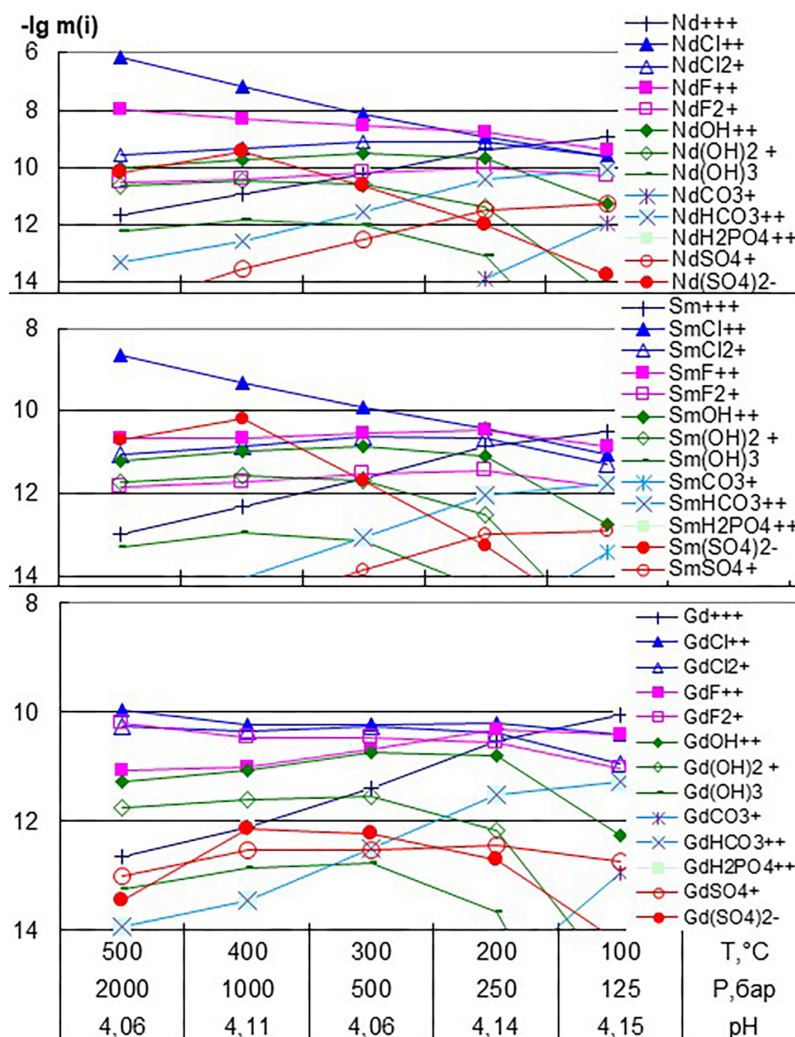 -lg m(i)
6
8
10
12
14
Nd+++
NdCl++
NdCl2+
NdF++
NdF2+
NdOH++
Nd(OH)2 +
Nd(OH)3
NdCO3+
NdHCO3++
NdH2PO4++
NdSO4+
Nd(SO4)2-
8
10
12
14
Sm+++
SmCl++
SmCl2+
SmF++
SmF2+
SmOH++
Sm(OH)2 +
Sm(OH)3
SmCO3+
SmHCO3++
SmH2PO4++
Sm(SO4)2-
SmSO4+
8
10
12
14
Gd+++
GdCl++
GdCl2+
GdF++
GdF2+
GdOH++
Gd(OH)2 +
Gd(OH)3
GdCO3+
GdHCO3++
GdH2PO4++
GdSO4+
Gd(SO4)2-
500 400 300 200 100 T,°C
2000 1000 500 250 125 P,бар
4,06 4,11 4,06 4,14 4,15 pH